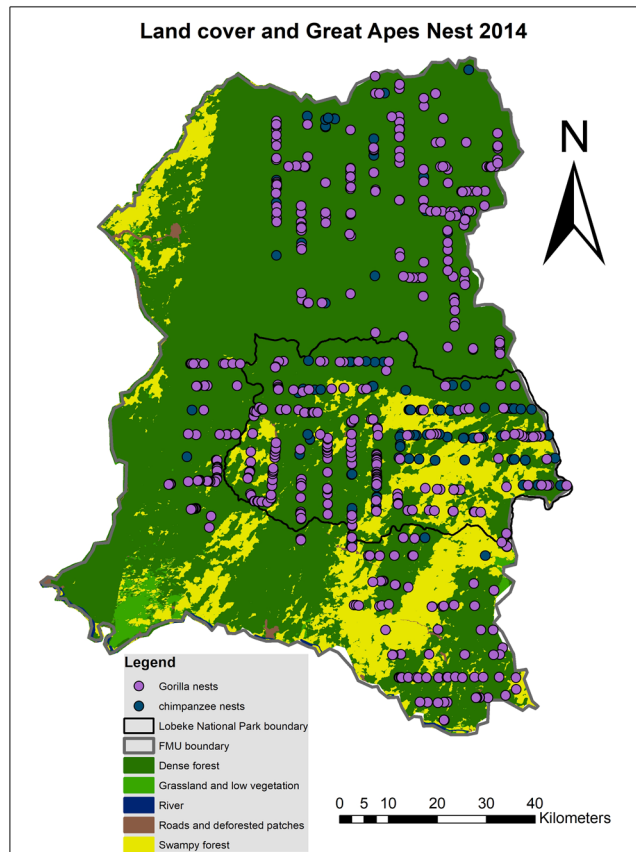 Land cover and Great Apes Nest 2014
N
Legend
Gorilla nests
chimpanzee nests
Lobeke National Park boundary
FMU boundary
Dense forest
Grassland and low vegetation
River
Roads and deforested patches
Swampy forest
0 5 10 20 30 40
Kilometers